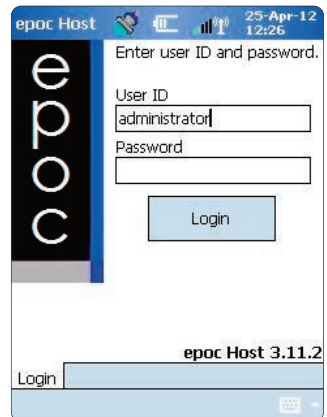 epoc Host
25-Apr-12
12:26
epoc
Enter user ID and password.
User ID
administrator
Password
Login
epoc Host 3.11.2
Login